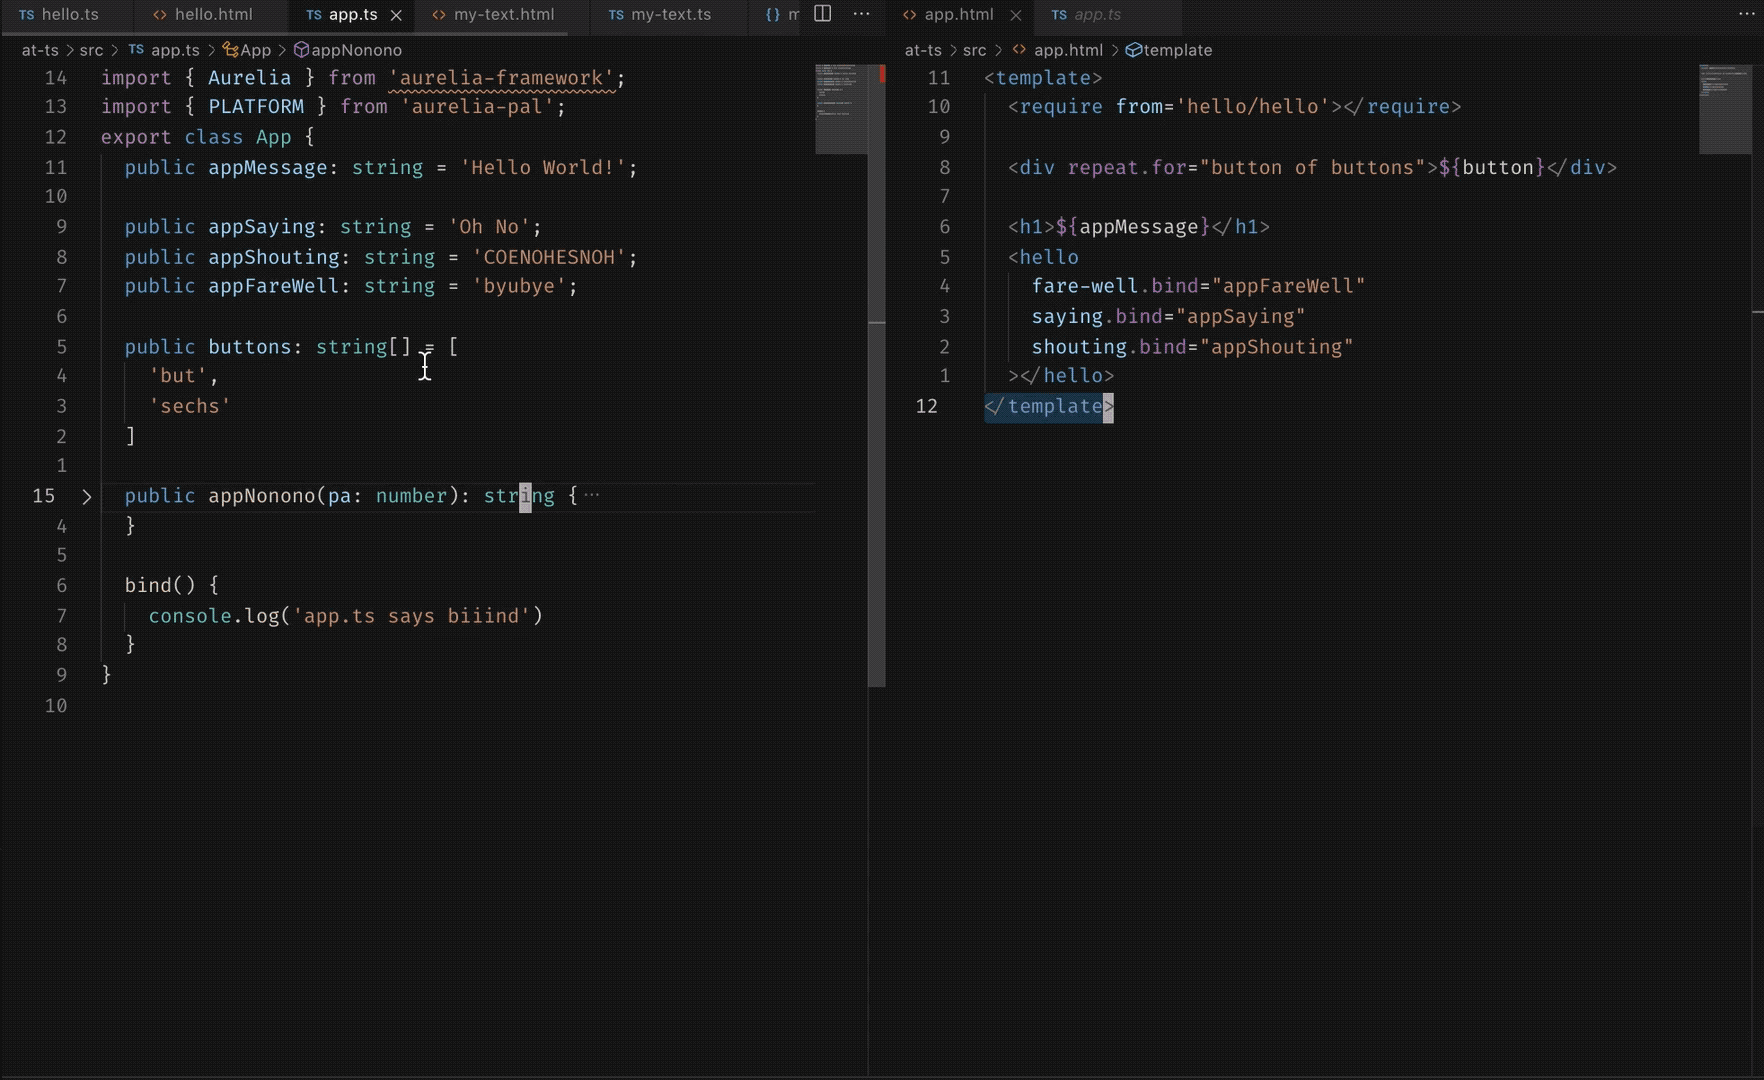 TS hello.ts <> hello.html TS app.ts × <> my-text.html TS my-text.ts {} m ···
at-ts > src > TS app.ts > App > appNonono
14 import { Aurelia } from 'aurelia-framework';
13 import { PLATFORM } from 'aurelia-pal';
12 export class App {
11 public appMessage: string = 'Hello World!';
10
9 public appSaying: string = 'Oh No';
8 public appShouting: string = 'COENOHESNOH';
7 public appFareWell: string = 'byubye';
6
5 public buttons: string[] = [
4 'but',
3 'sechs'
2 ]
1
15 > public appNonono(pa: number): string { ···
4 }
5
6 bind() {
7 console.log('app.ts says biiind')
8 }
9 }
10
<> app.html × TS app.ts ···
at-ts > src > <> app.html > template
11 <template>
10 <require from='hello/hello'></require>
9
8 <div repeat.for="button of buttons">${button}</div>
7
6 <h1>${appMessage}</h1>
5 <hello
4 fare-well.bind="appFareWell"
3 saying.bind="appSaying"
2 shouting.bind="appShouting"
1 ></hello>
12 </template>